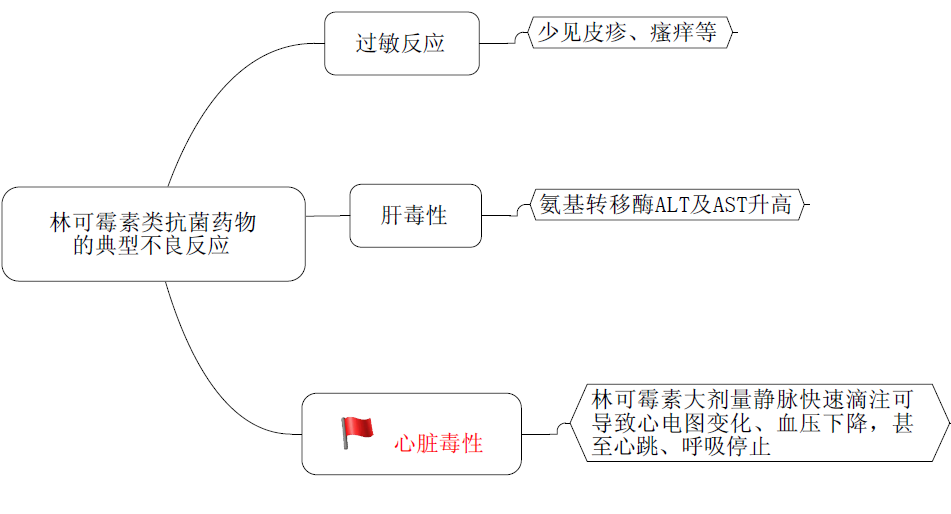 过敏反应
少见皮疹、瘙痒等
林可霉素类抗菌药物
的典型不良反应
肝毒性
氨基转移酶ALT及AST升高
心脏毒性
林可霉素大剂量静脉快速滴注可
导致心电图变化、血压下降，甚
至心跳、呼吸停止